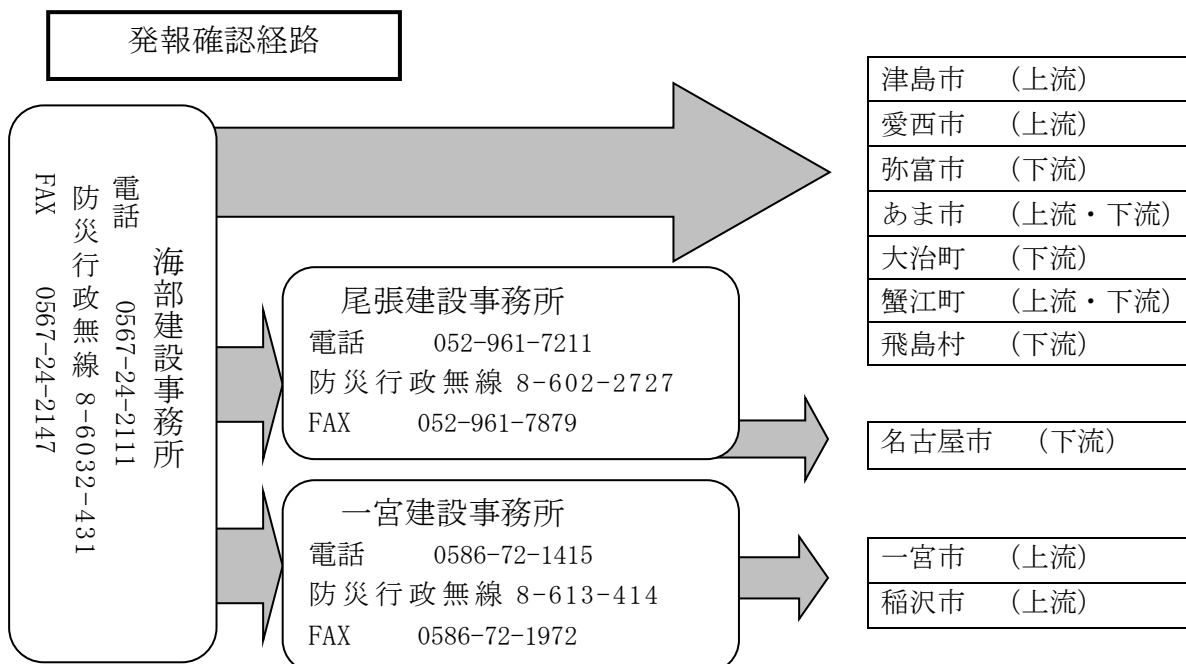 発報確認経路
海部建設事務所
電話 0567-24-2111
防災行政無線 8-6032-431
FAX 0567-24-2147
尾張建設事務所
電話 052-961-7211
防災行政無線 8-602-2727
FAX 052-961-7879
一宮建設事務所
電話 0586-72-1415
防災行政無線 8-613-414
FAX 0586-72-1972
津島市 （上流）
愛西市 （上流）
弥富市 （下流）
あま市 （上流・下流）
大治町 （下流）
蟹江町 （上流・下流）
飛島村 （下流）
名古屋市 （下流）
一宮市 （上流）
稲沢市 （上流）